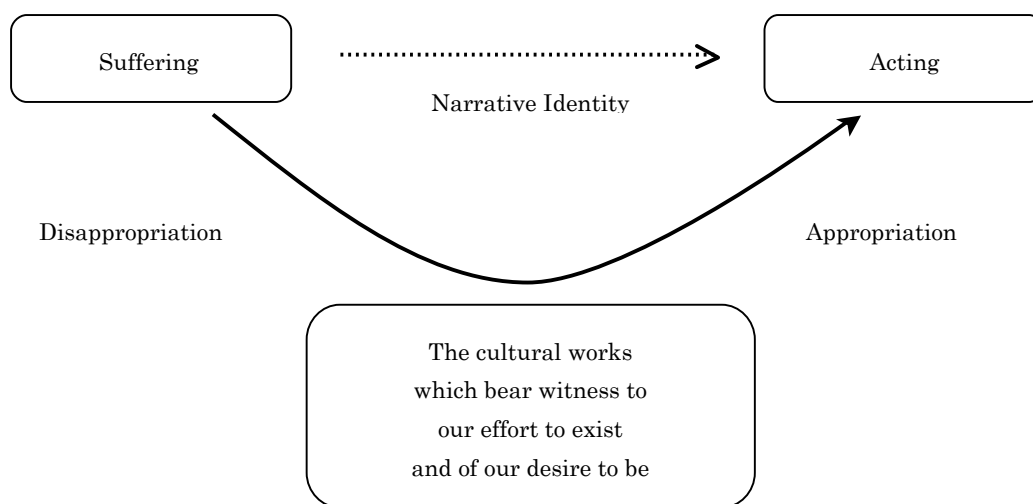 Suffering
Acting
Narrative Identity
Disappropriation
Appropriation
The cultural works
which bear witness to
our effort to exist
and of our desire to be